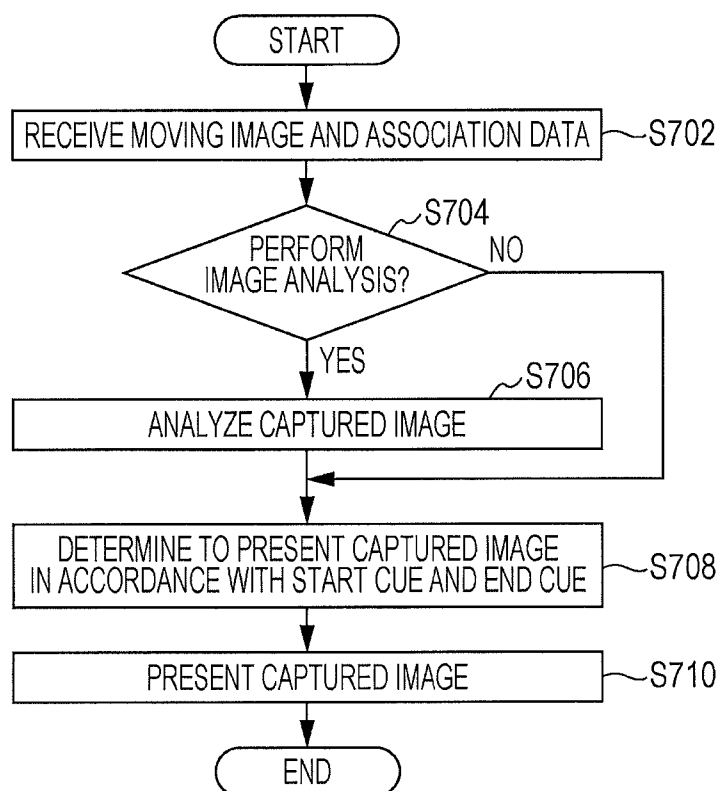 START
RECEIVE MOVING IMAGE AND ASSOCIATION DATA
S702
S704
PERFORM
IMAGE ANALYSIS?
NO
YES
S706
ANALYZE CAPTURED IMAGE
DETERMINE TO PRESENT CAPTURED IMAGE
IN ACCORDANCE WITH START CUE AND END CUE
S708
PRESENT CAPTURED IMAGE
S710
END